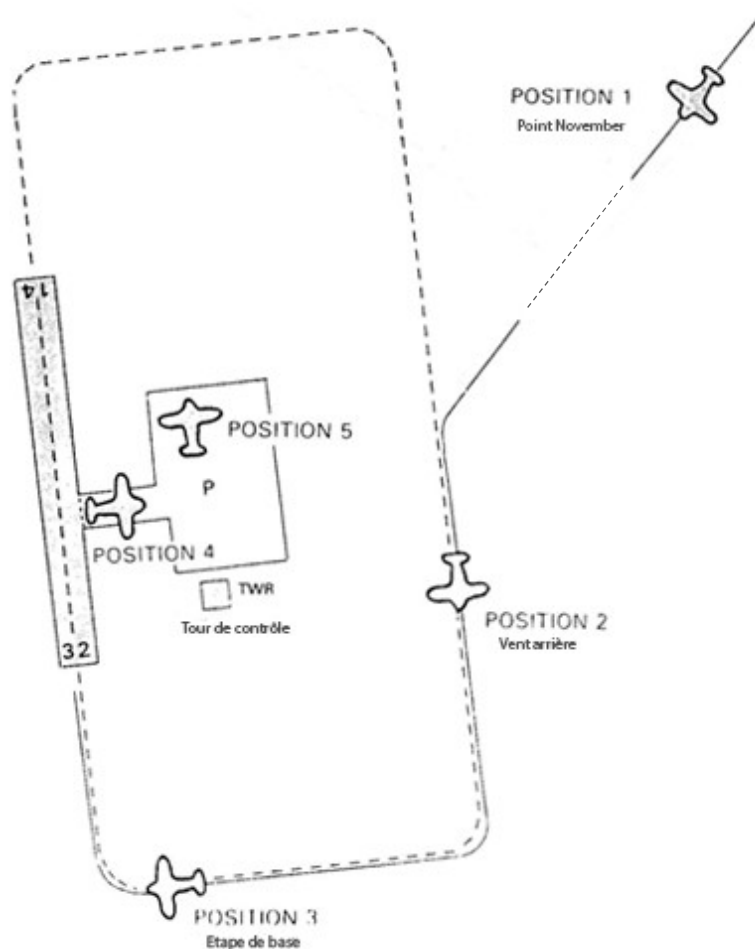 POSITION 1
Point November
14
POSITION 5
P
POSITION 4
TWR
Tour de contrôle
POSITION 2
Vent arrière
32
POSITION 3
Etape de base